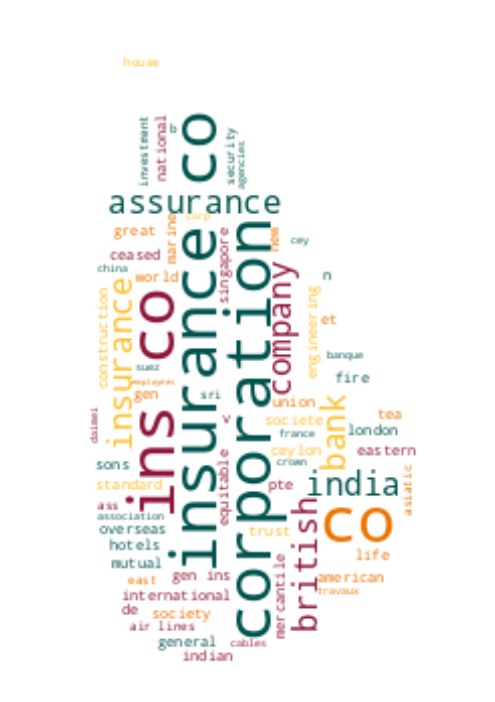 house
investment
national
cr
co
security
agencies
assurance
corp
great
marine
new
cey
ceased
singapore
china
world
n
construction
insurance
ins co
insurance
corporation
company
engineering
et
suez
employees
gen
sri
banque
fire
daimei
v
union
societe
bank
tea
france
london
ceylon
eastern
sons
crown
standard
equitable
pte
india
asiatic
ass
association
overseas
trust
british
co
hotels
mutual
life
east
gen ins
mercantile
american
travaux
international
de
society
air lines
general
cables
indian